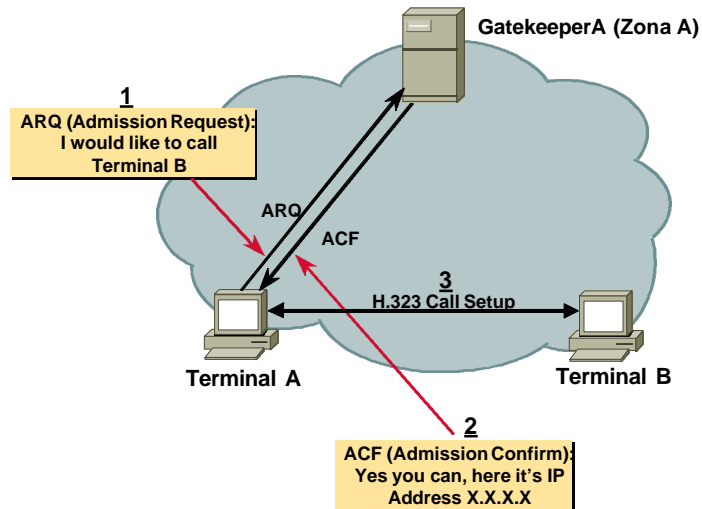 GatekeeperA (Zona A)
1
ARQ (Admission Request):
I would like to call
Terminal B
ARQ
ACF
3
H.323 Call Setup
Terminal A
Terminal B
2
ACF (Admission Confirm):
Yes you can, here it's IP
Address X.X.X.X